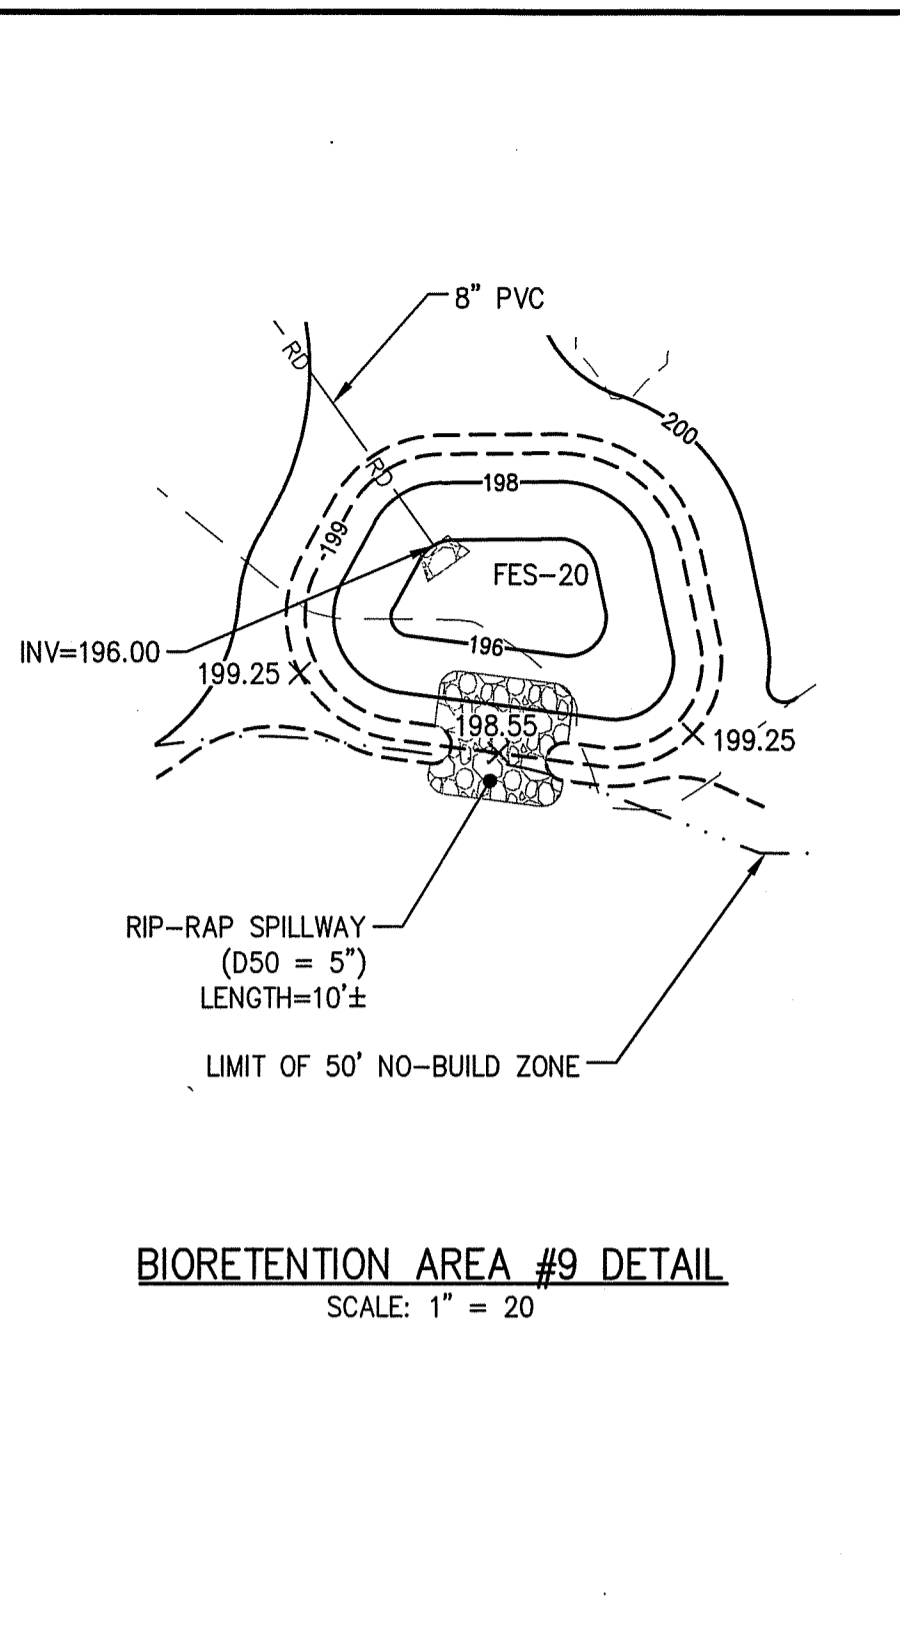 8" PVC
RD
200
RD
198
199
FES-20
INV=196.00
196
199.25
198.55
199.25
RIP-RAP SPILLWAY
(D50 = 5")
LENGTH=10'±
LIMIT OF 50' NO-BUILD ZONE
BIORETENTION AREA #9 DETAIL
SCALE: 1" = 20